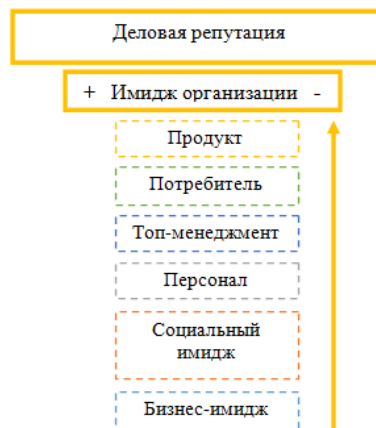 Деловая репутация
+ Имидж организации -
Продукт
Потребитель
Топ-менеджмент
Персонал
Социальный
имидж
Бизнес-имидж